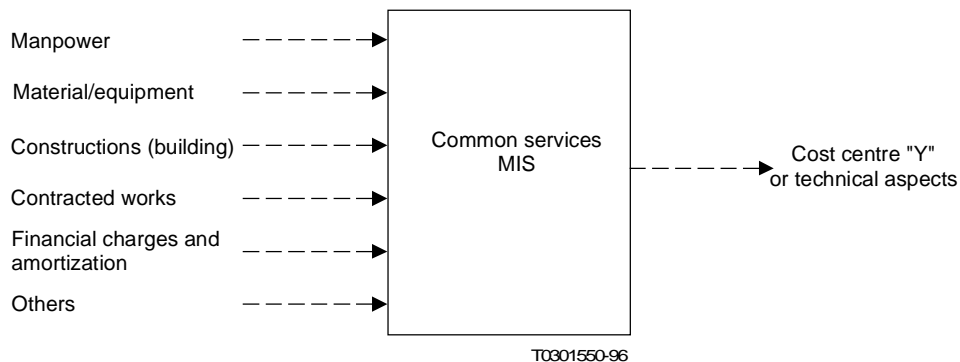 Manpower
Material/equipment
Constructions (building)
Contracted works
Financial charges and
amortization
Others
Common services
MIS
Cost centre "Y"
or technical aspects
T0301550-96